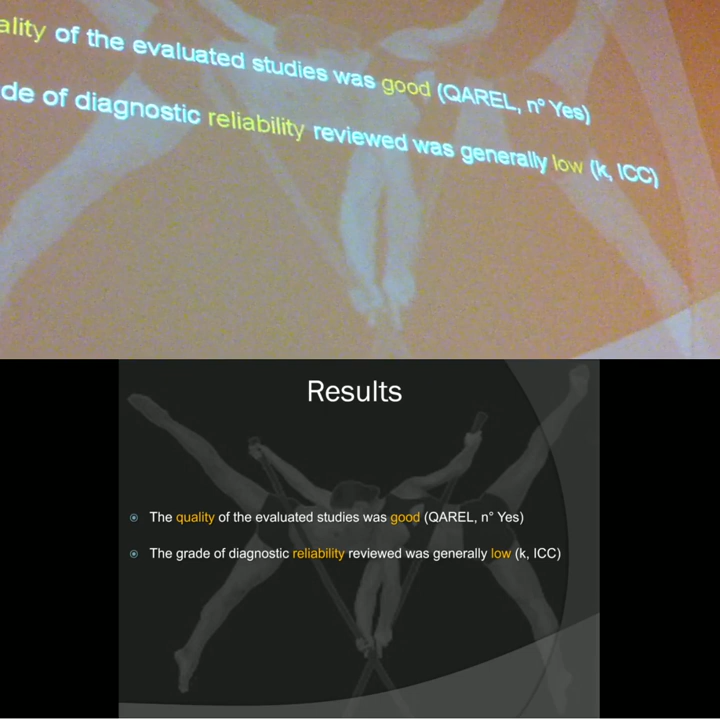 ality of the evaluated studies was good (QAREL, n° Yes)
de of diagnostic reliability reviewed was generally low (k, ICC)
Results
The quality of the evaluated studies was good (QAREL, n° Yes)
The grade of diagnostic reliability reviewed was generally low (k, ICC)